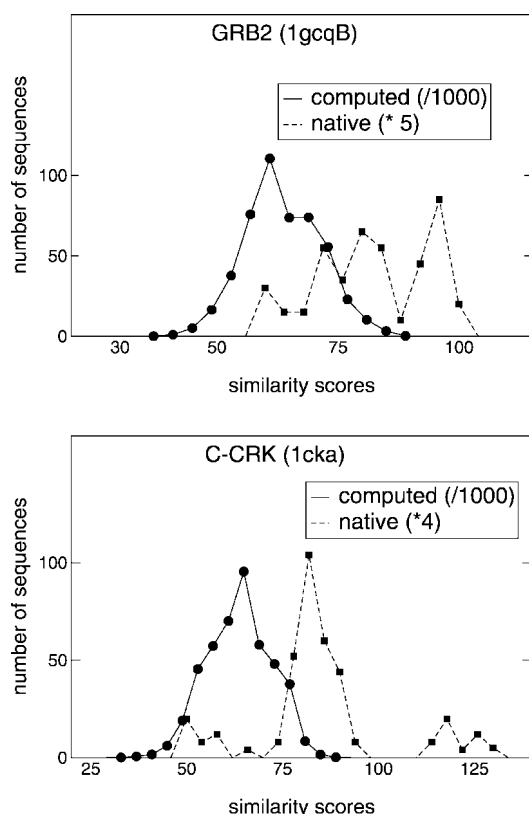 GRB2 (1gcqB)
computed (/1000)
native (* 5)
number of sequences
100
50
0
30 50 75 100
similarity scores
C-CRK (1cka)
computed (/1000)
native (*4)
number of sequences
100
50
0
25 50 75 100 125
similarity scores